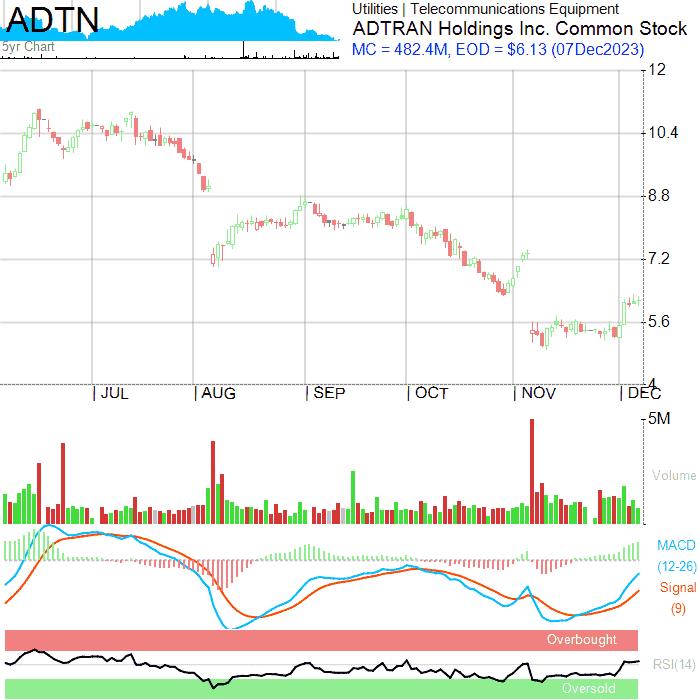 ADTN
5yr Chart
Utilities | Telecommunications Equipment
ADTRAN Holdings Inc. Common Stock
MC = 482.4M, EOD = $6.13 (07Dec2023)
12
10.4
8.8
7.2
5.6
4
JUL
AUG
SEP
OCT
NOV
DEC
5M
Volume
MACD
(12-26)
Signal
(9)
Overbought
RSI(14)
Oversold